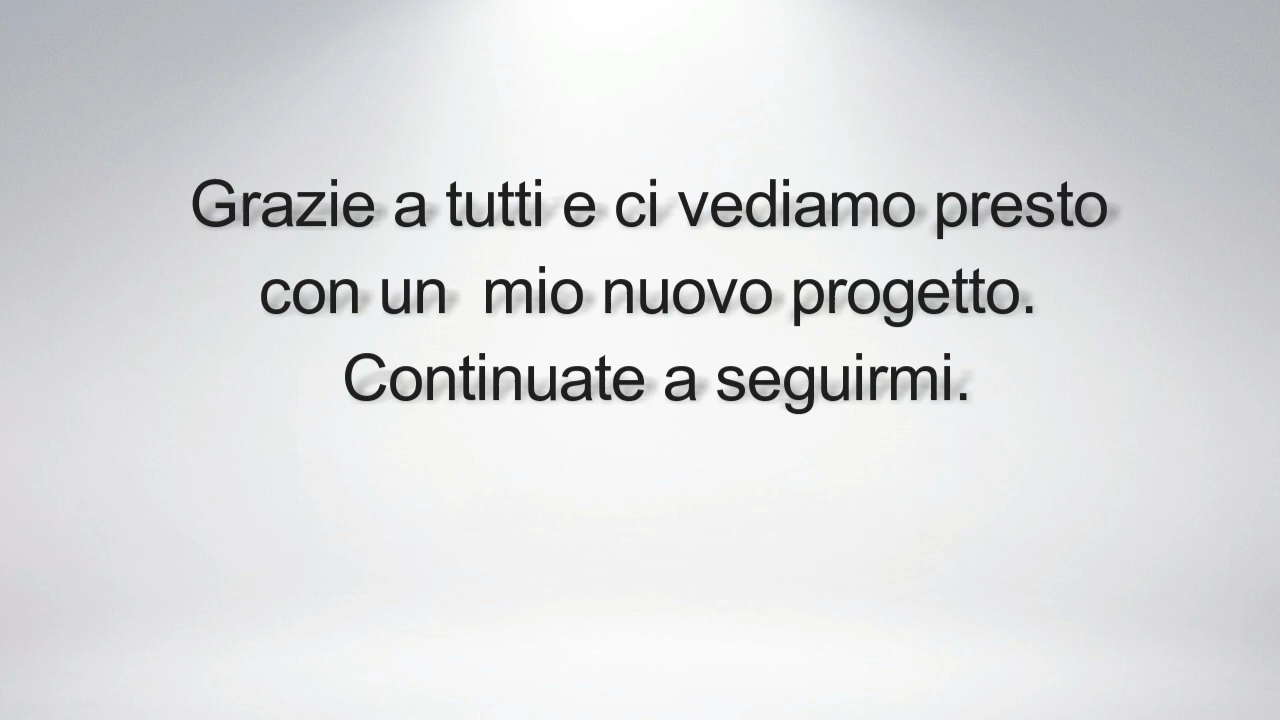 Grazie a tutti e ci vediamo presto
con un  mio nuovo progetto.
Continuate a seguirmi.